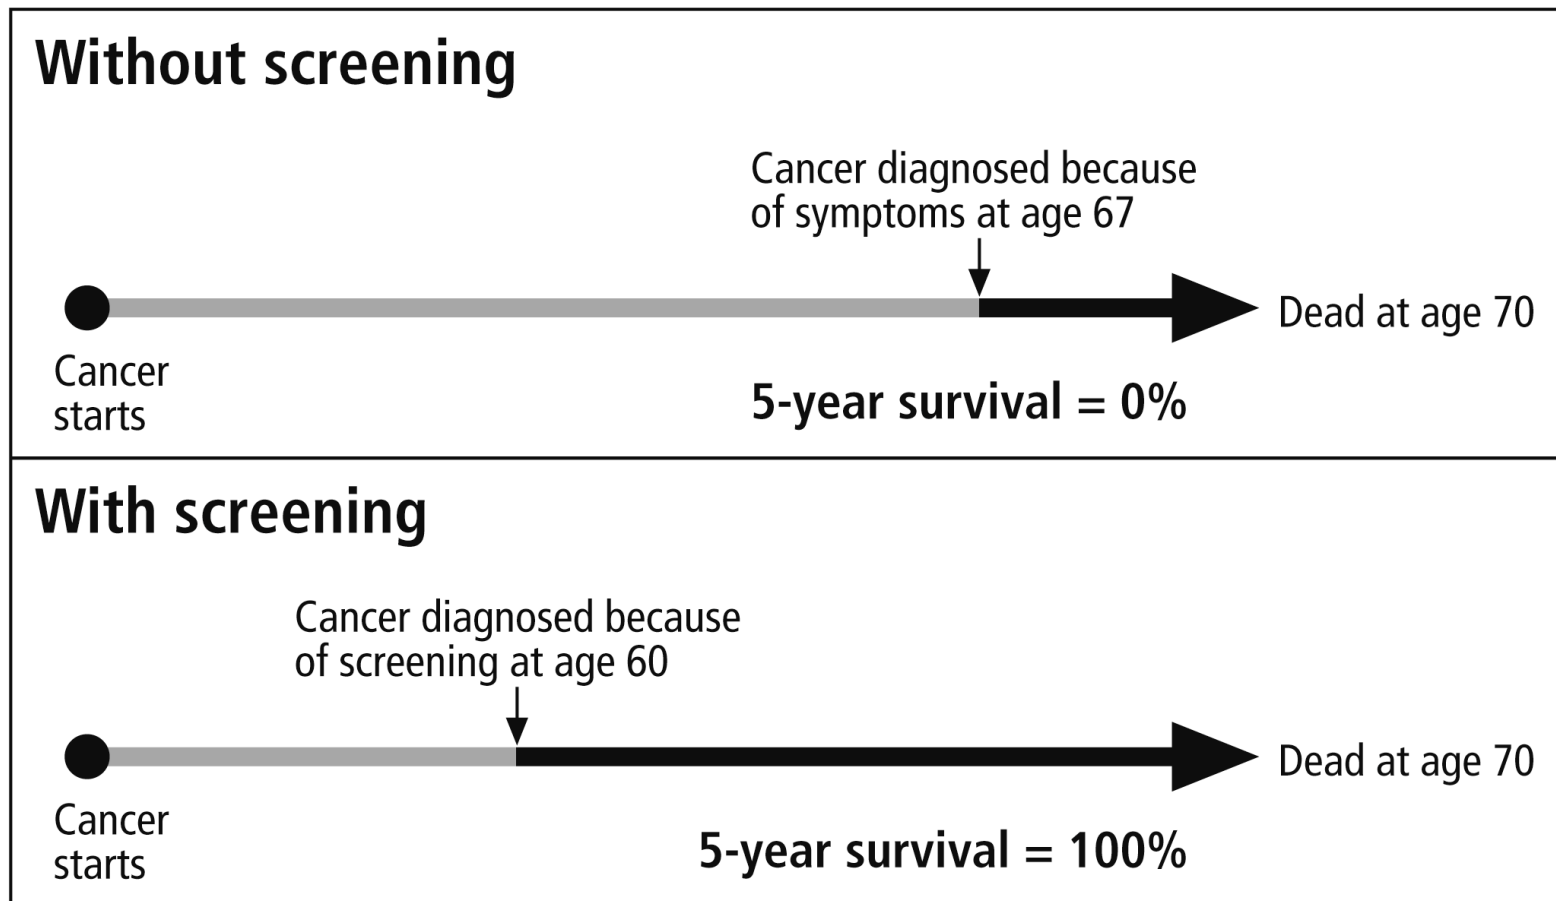 Without screening
Cancer diagnosed because
of symptoms at age 67
Dead at age 70
Cancer
starts
5-year survival = 0%
With screening
Cancer diagnosed because
of screening at age 60
Dead at age 70
Cancer
starts
5-year survival = 100%